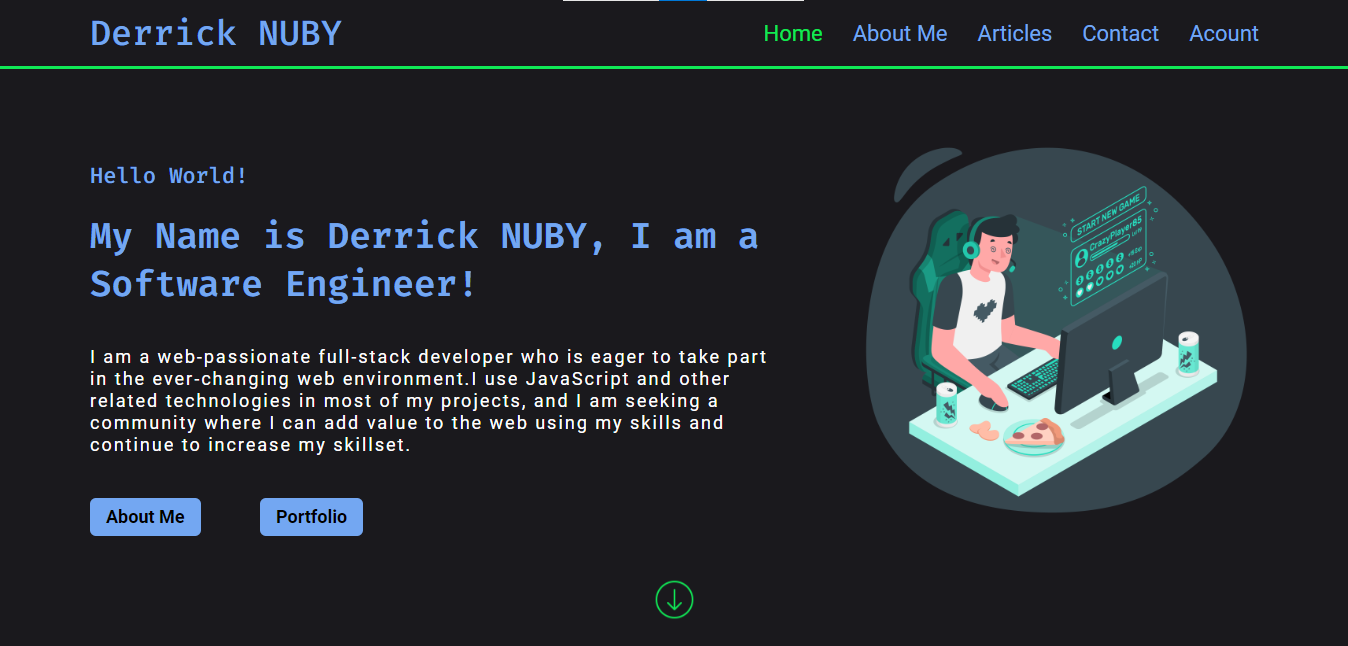 Derrick NUBY
Home About Me Articles Contact Acount
Hello World!
My Name is Derrick NUBY, I am a
Software Engineer!
I am a web-passionate full-stack developer who is eager to take part
in the ever-changing web environment.I use JavaScript and other
related technologies in most of my projects, and I am seeking a
community where I can add value to the web using my skills and
continue to increase my skillset.
About Me Portfolio
START NEW GAME
CrazyPlayer65